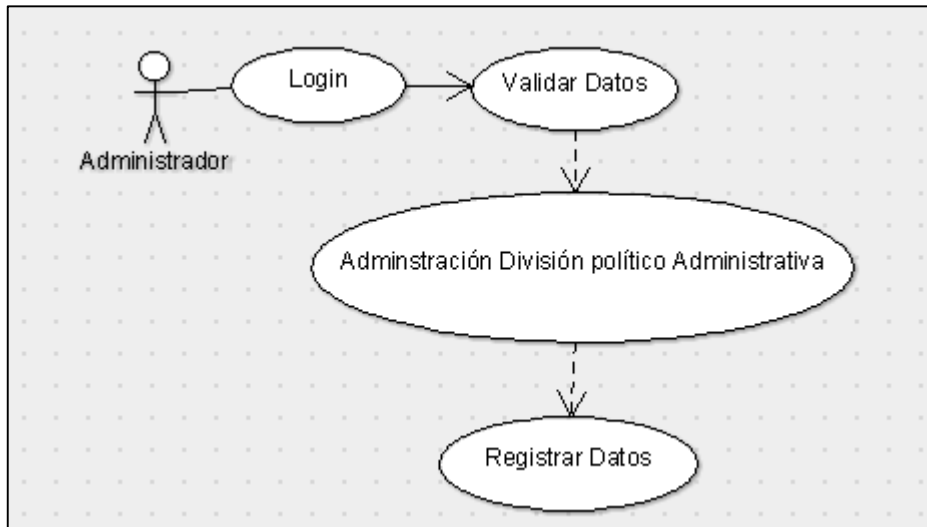 Login
Validar Datos
Administrador
Adminstración División político Administrativa
Registrar Datos